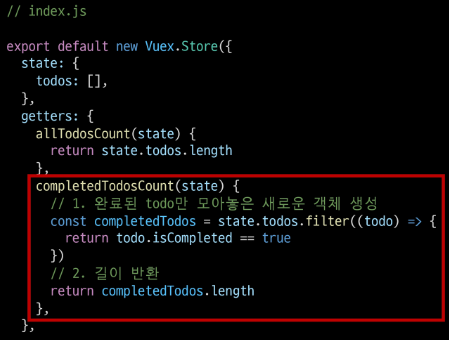 // index.js
export default new Vuex.Store({
state: {
todos: [],
},
getters: {
allTodosCount(state) {
return state.todos.length
},
completedTodosCount(state) {
// 1. 완료된 todo만 모아놓은 새로운 객체 생성
const completedTodos = state.todos.filter((todo) => {
return todo.isCompleted == true
})
// 2. 길이 반환
return completedTodos.length
},
},